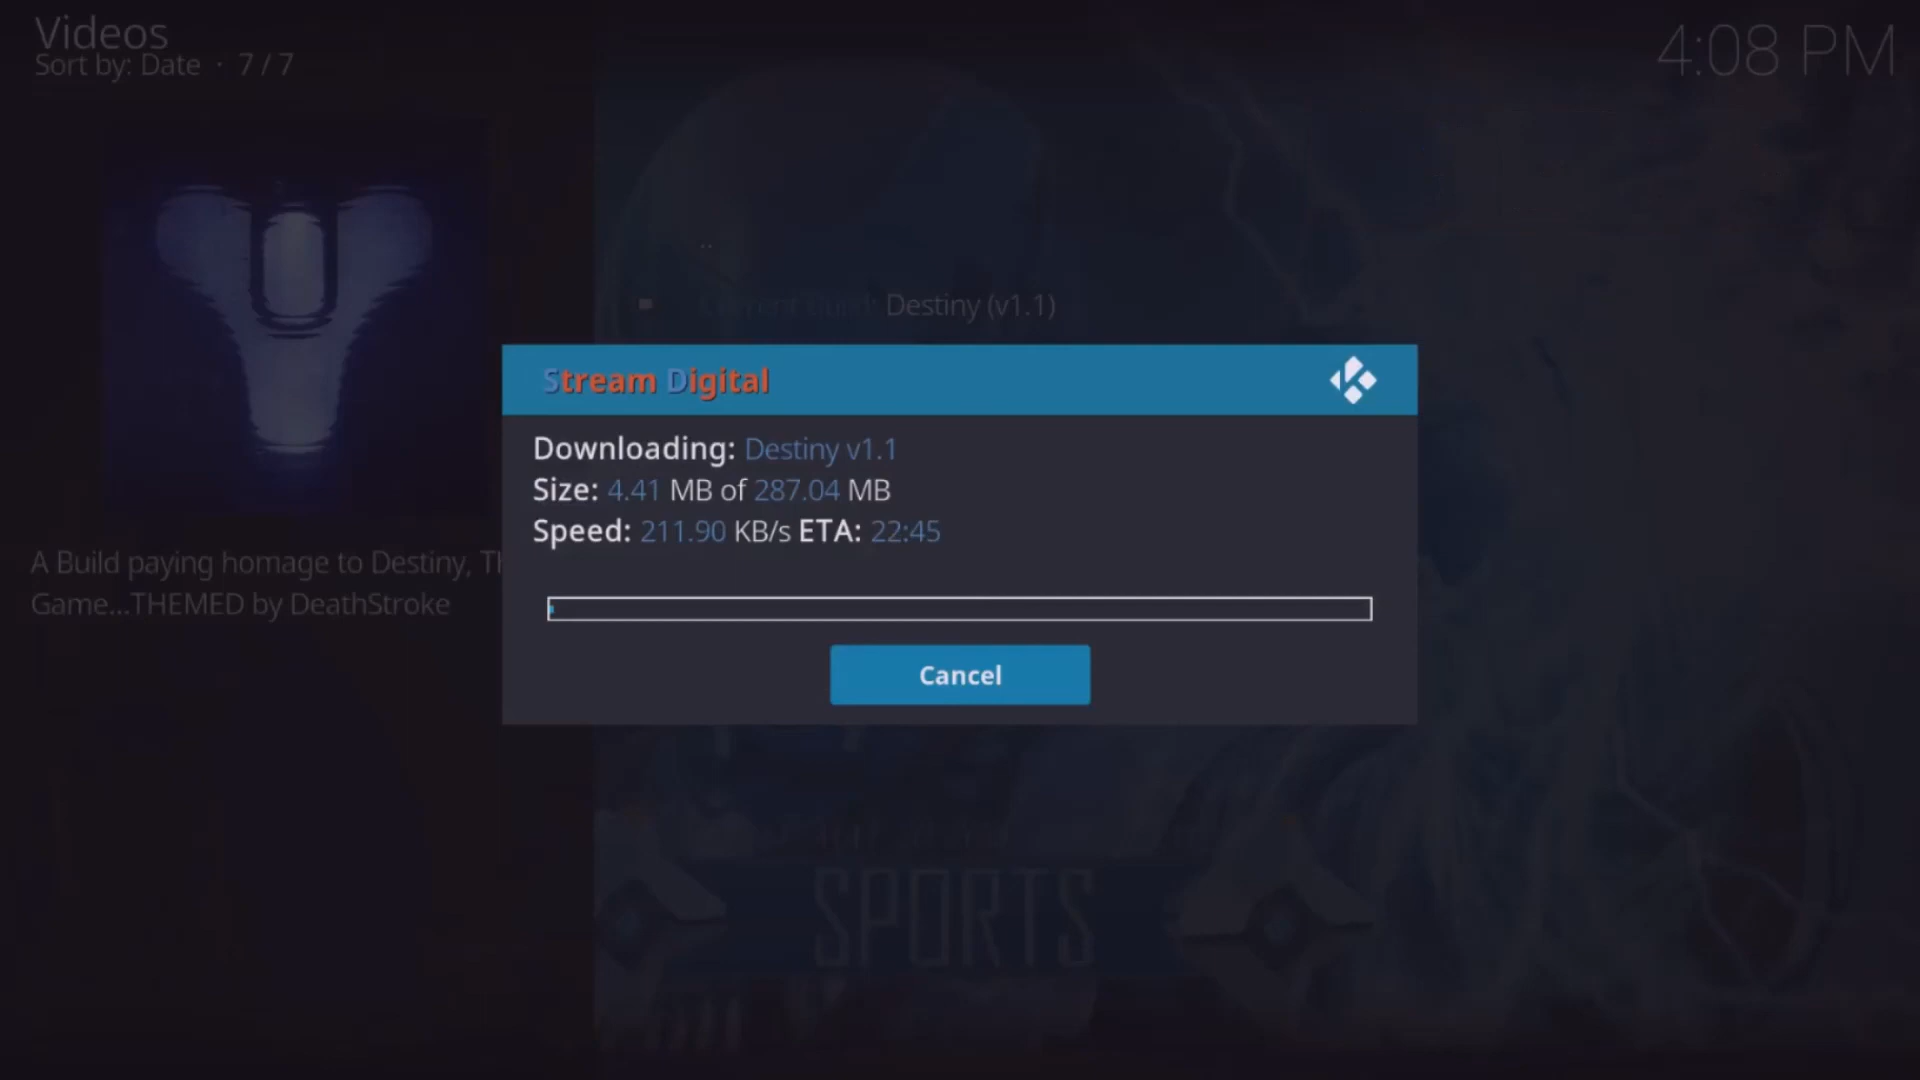 Videos
Sort by: Date · 7 / 7
4:08 PM
..
Destiny (v1.1)
Stream Digital
Downloading: Destiny v1.1
Size: 4.41 MB of 287.04 MB
Speed: 211.90 KB/s ETA: 22:45
A Build paying homage to Destiny,
Game...THEMED by DeathStroke
Cancel
SPORTS